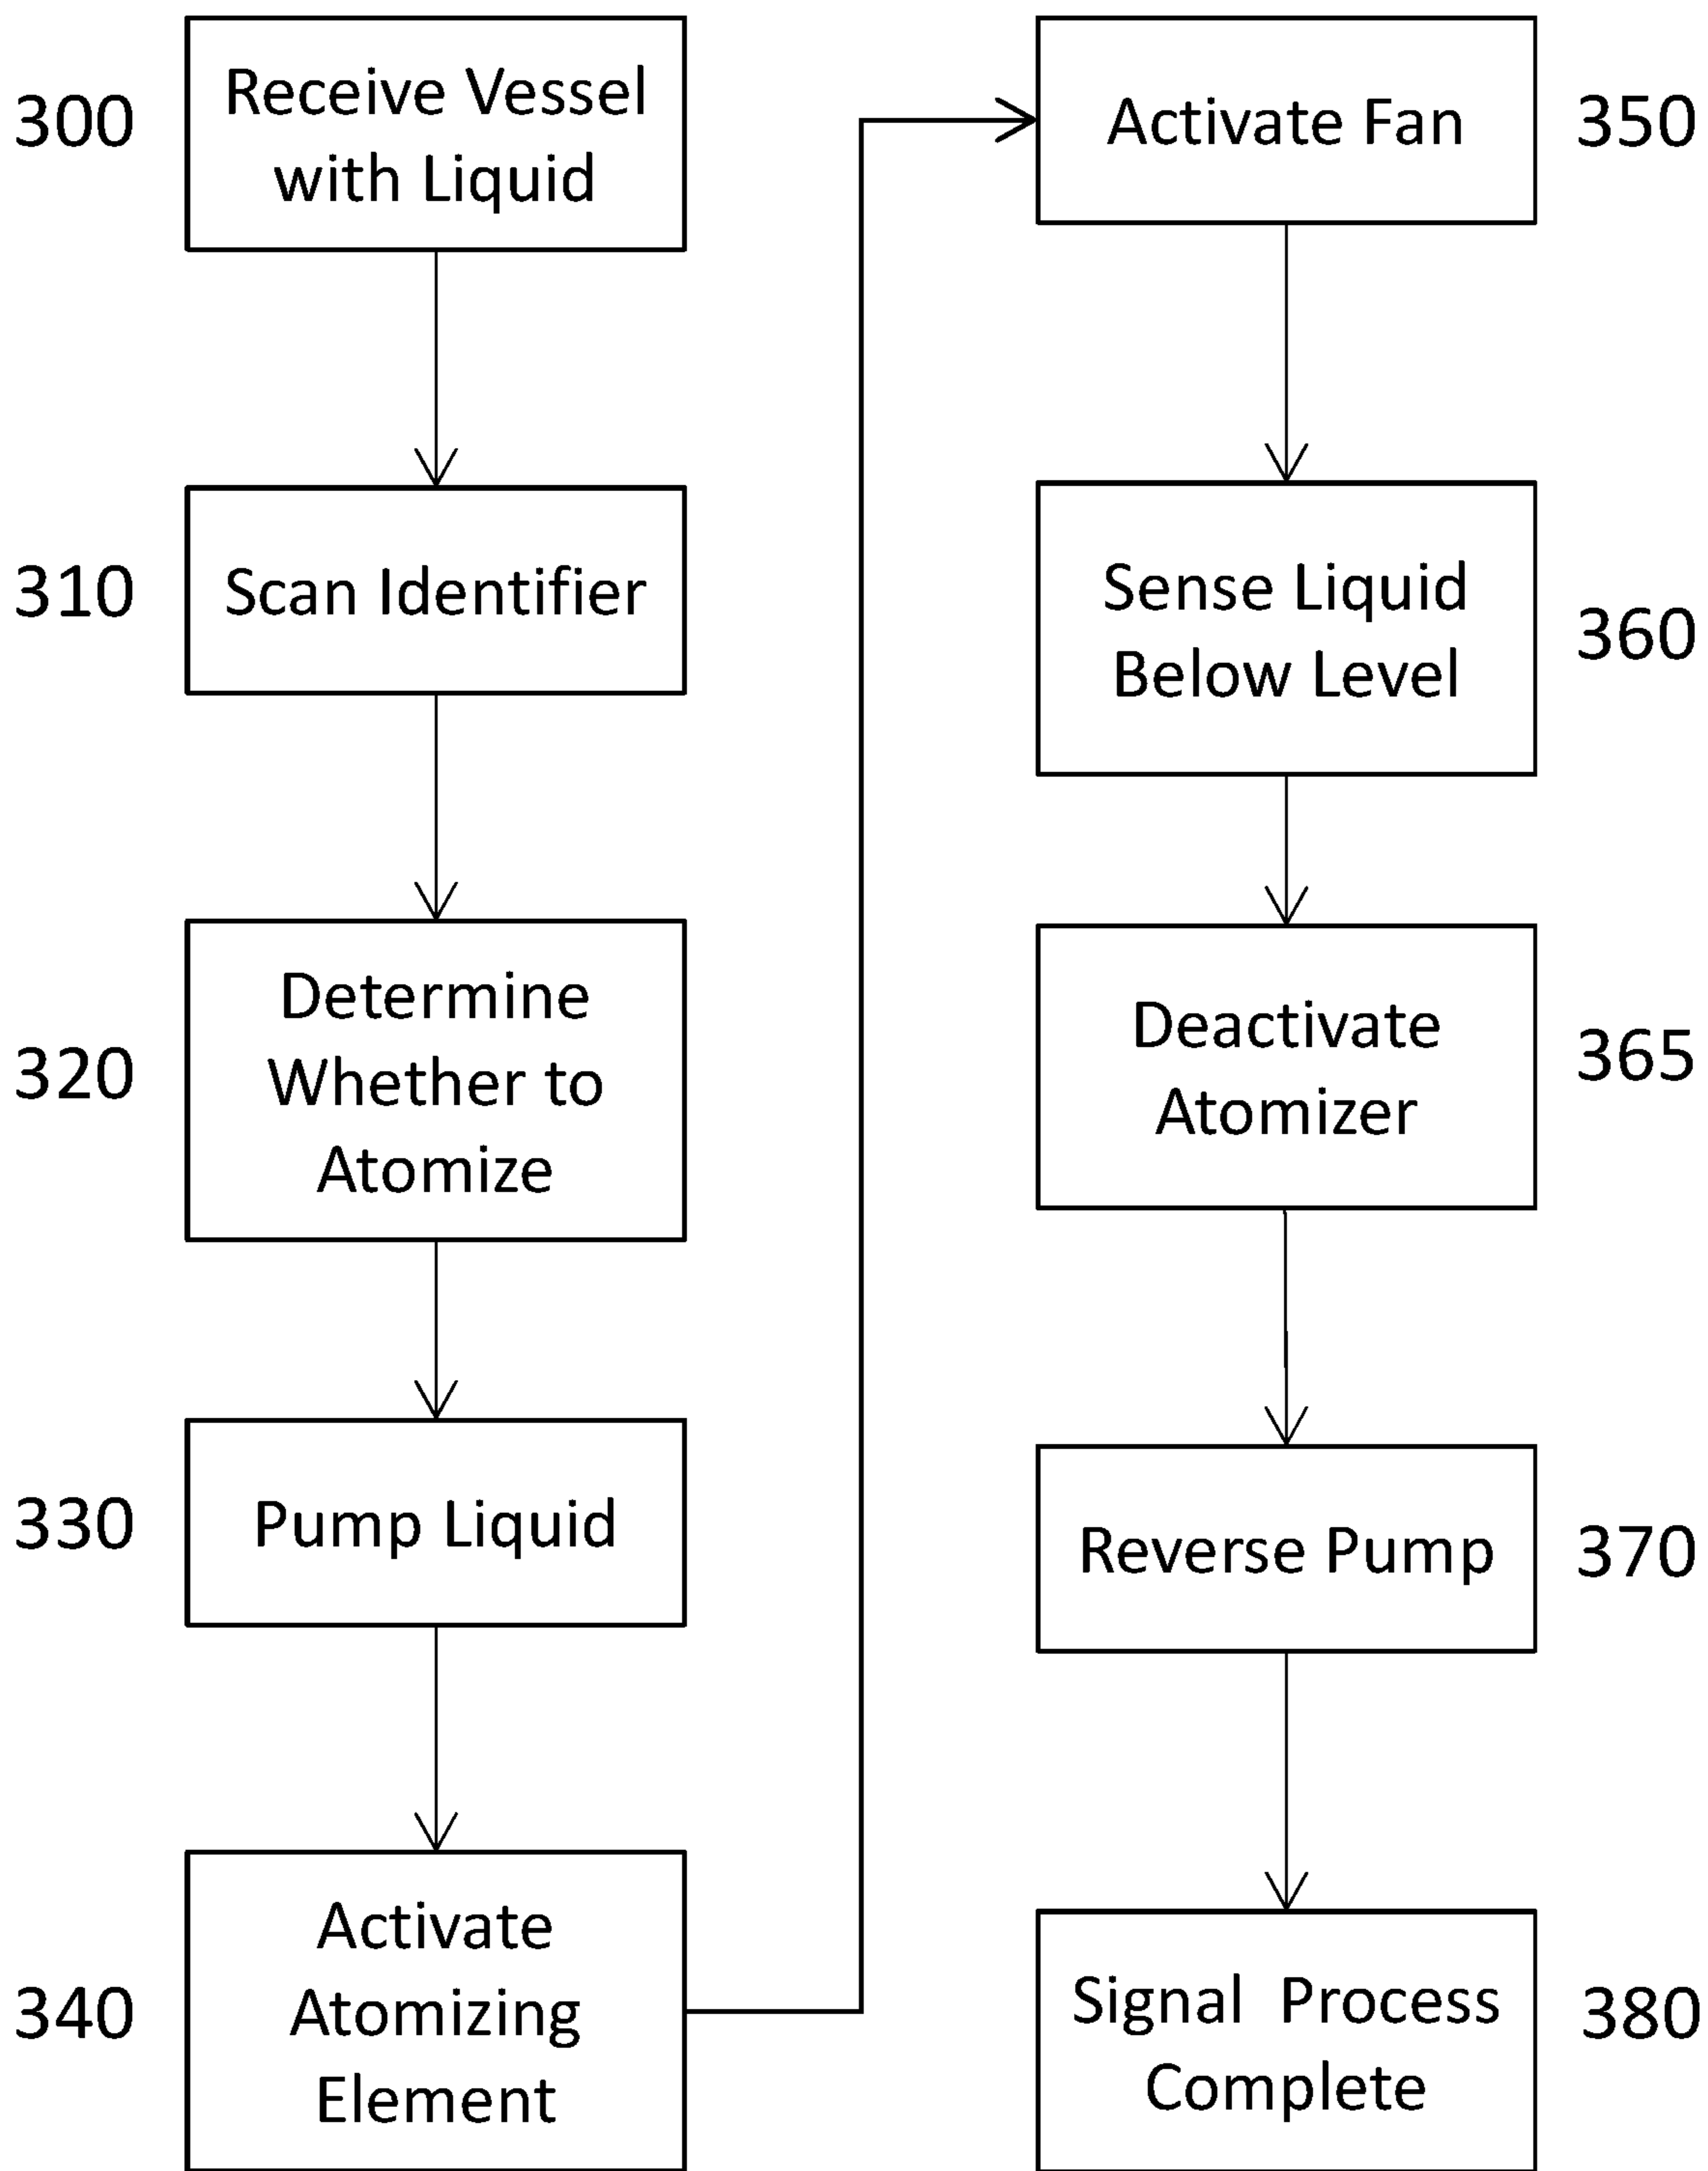 300
Receive Vessel
with Liquid
310
Scan Identifier
320
Determine
Whether to
Atomize
330
Pump Liquid
340
Activate
Atomizing
Element
Activate Fan
350
Sense Liquid
Below Level
360
Deactivate
Atomizer
365
Reverse Pump
370
Signal Process
Complete
380